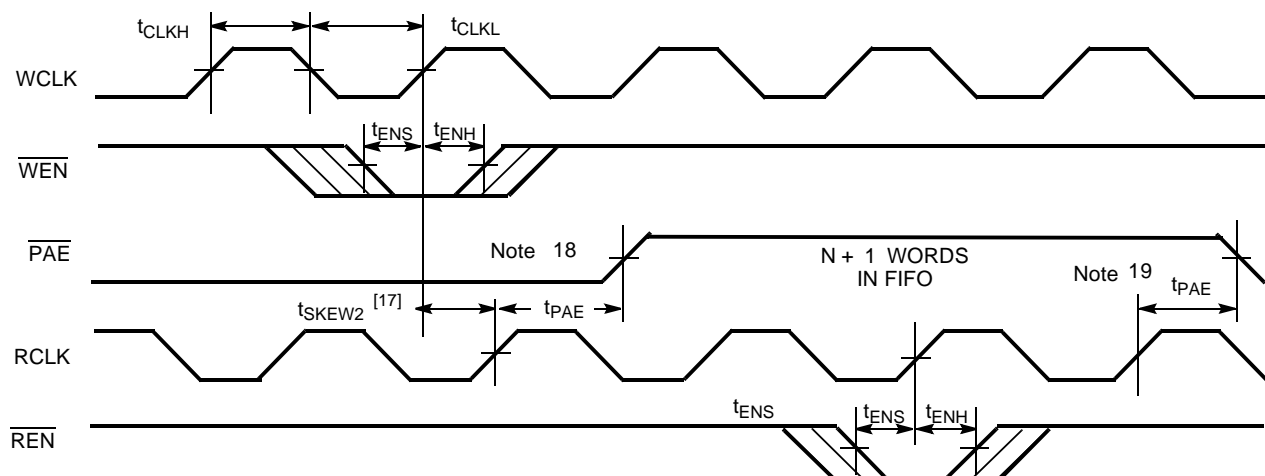 tCLKH
tCLKL
WCLK
tENS
tENH
WEN
PAE
Note 18
N + 1 WORDS
IN FIFO
Note 19
tPAE
tSKEW2 [17]
tPAE
RCLK
tENS
tENS
tENH
REN